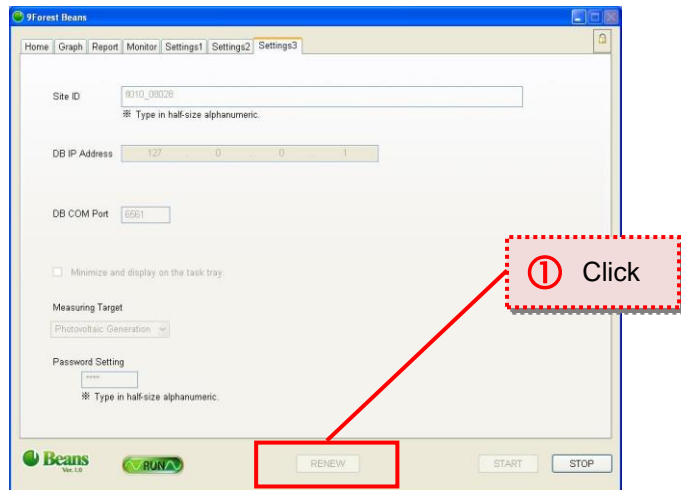 9Forest Beans
Home Graph Report Monitor Settings1 Settings2 Settings3
Site ID
※ Type in half-size alphanumeric.
DB IP Address 127 . 0 . 0 . 1
DB COM Port 6561
① Click
Minimize and display on the task tray.
Measuring Target
Photovoltaic Generation
Password Setting
****
※ Type in half-size alphanumeric.
Beans
Ver. 1.0
RUN
RENEW START STOP